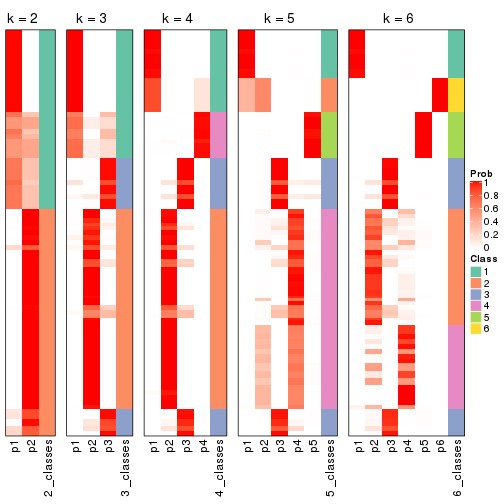 k = 2
k = 3
k = 4
k = 5
k = 6
p1
p2
2_classes
p1
p2
p3
3_classes
p1
p2
p3
p4
4_classes
p1
p2
p3
p4
p5
5_classes
p1
p2
p3
p4
p5
p6
6_classes
Prob
1
0.8
0.6
0.4
0.2
0
Class
1
2
3
4
5
6